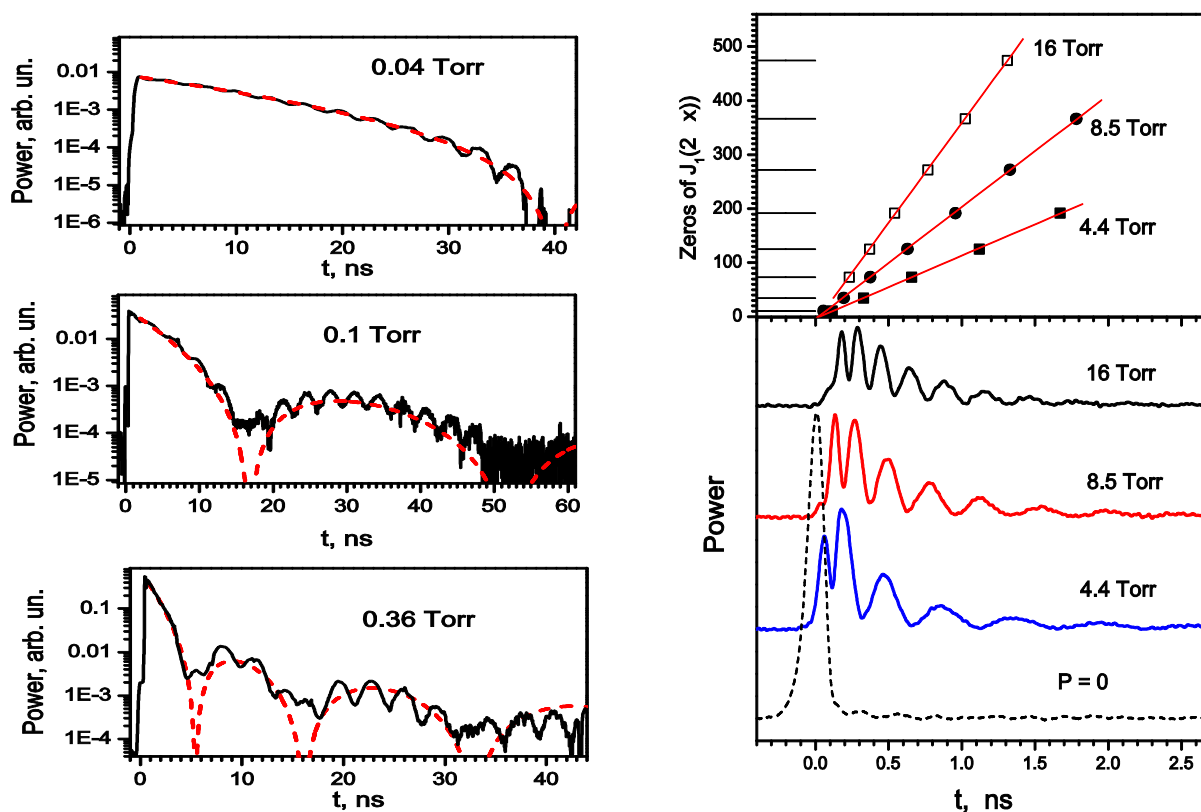 Power, arb. un.
0.01
1E-3
1E-4
1E-5
1E-6
0.04 Torr
0 10 20 30 40
t, ns
Power, arb. un.
0.01
1E-3
1E-4
1E-5
0.1 Torr
0 10 20 30 40 50 60
t, ns
Power, arb. un.
0.1
0.01
1E-3
1E-4
0.36 Torr
0 10 20 30 40
t, ns
Zeros of J₁(2 x))
500
400
300
200
100
0
16 Torr
8.5 Torr
4.4 Torr
Power
16 Torr
8.5 Torr
4.4 Torr
P = 0
0.0 0.5 1.0 1.5 2.0 2.5
t, ns